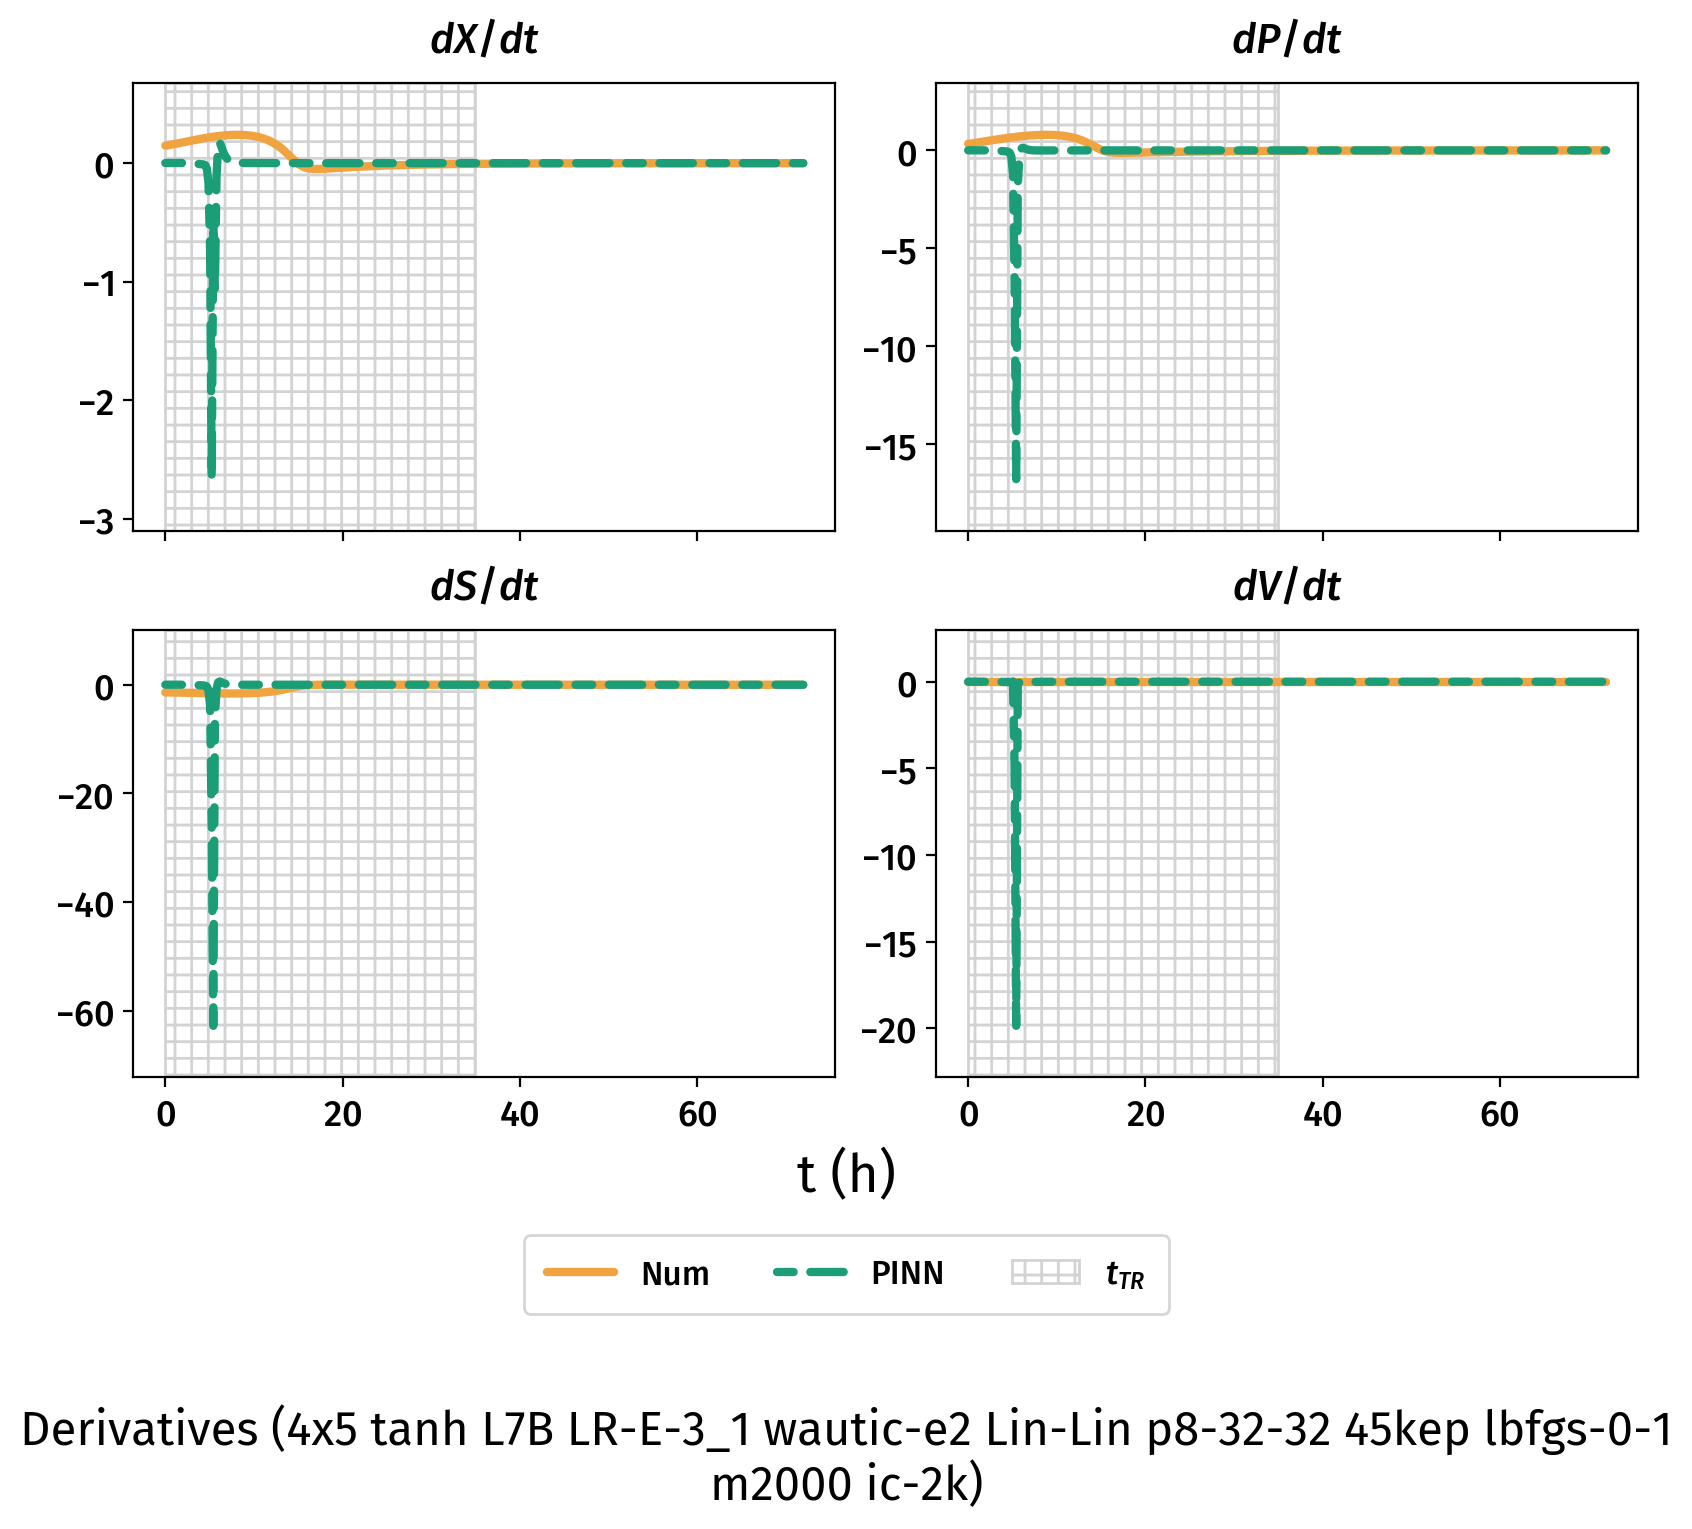 dX/dt
dP/dt
0
−1
−2
−3
0
−5
−10
−15
dS/dt
dV/dt
0
−20
−40
−60
0
−5
−10
−15
−20
0 20 40 60
0 20 40 60
t (h)
Num PINN tTR
Derivatives (4x5 tanh L7B LR-E-3_1 wautic-e2 Lin-Lin p8-32-32 45kep lbfgs-0-1
m2000 ic-2k)